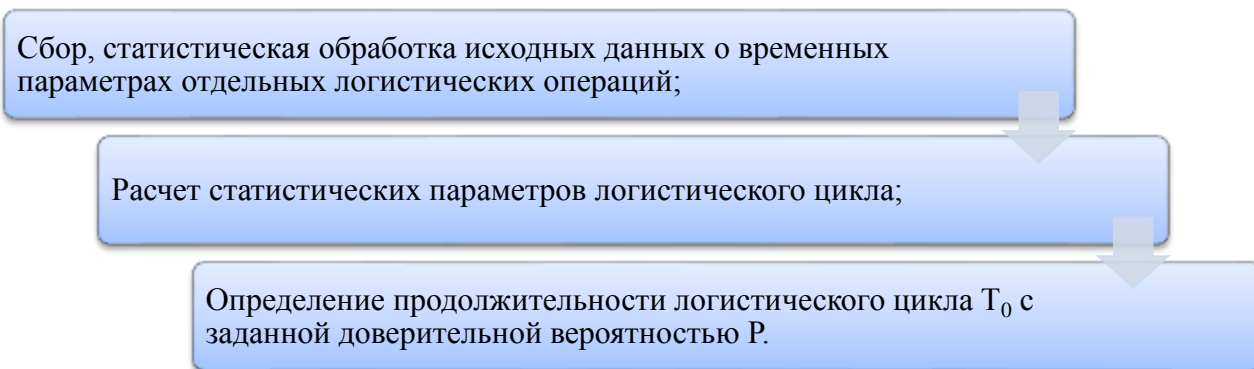 Сбор, статистическая обработка исходных данных о временных
параметрах отдельных логистических операций;
Расчет статистических параметров логистического цикла;
Определение продолжительности логистического цикла T₀ с
заданной доверительной вероятностью P.